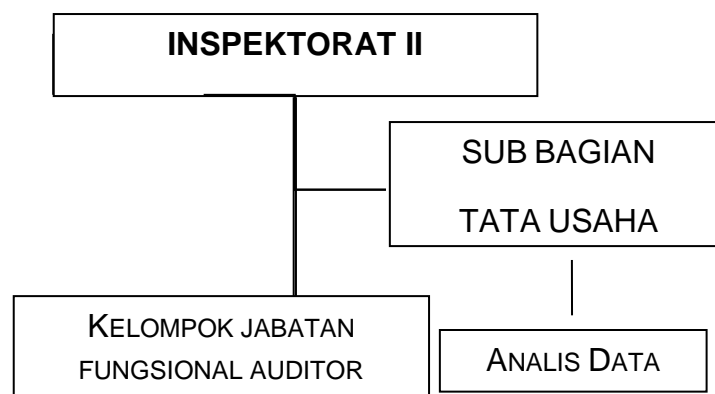 INSPEKTORAT II
SUB BAGIAN
TATA USAHA
KELOMPOK JABATAN
FUNGSIONAL AUDITOR
ANALIS DATA